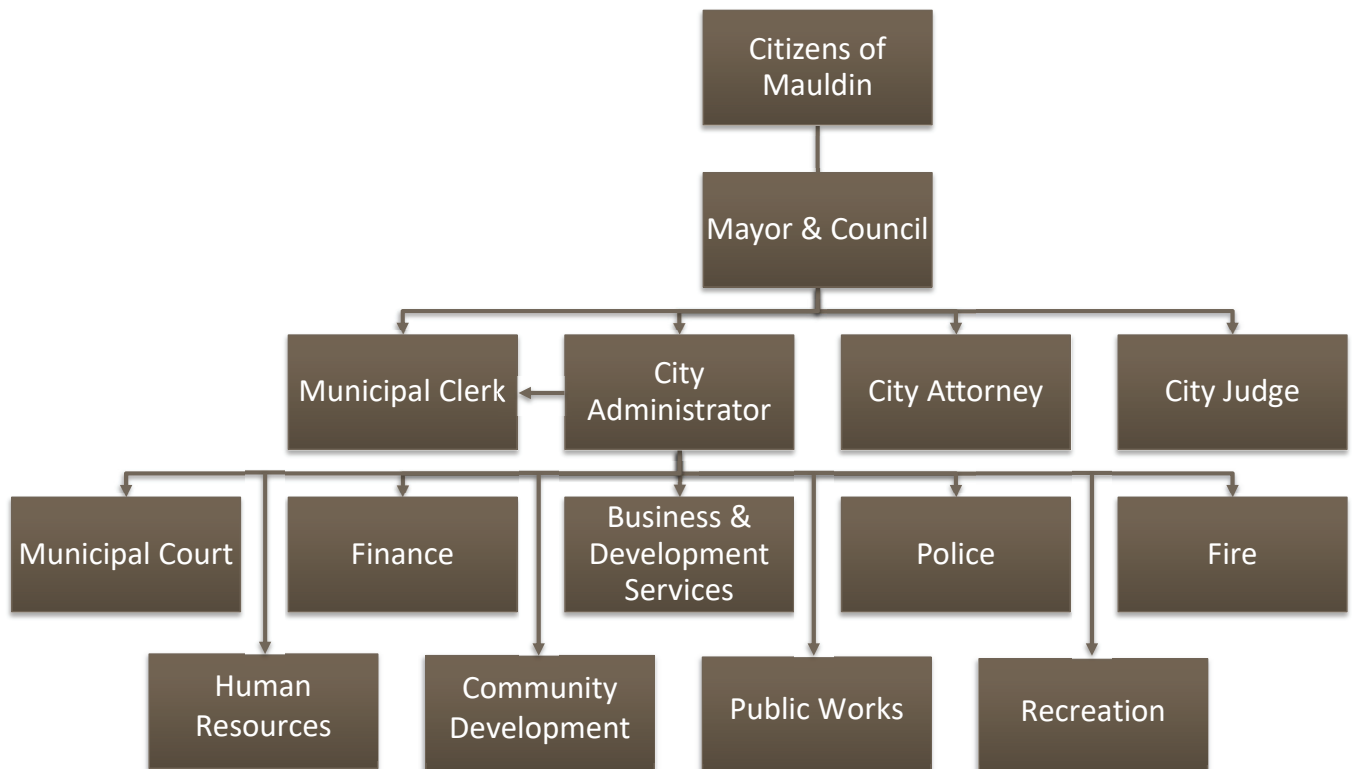 Citizens of
Mauldin
Mayor & Council
Municipal Clerk
City
Administrator
City Attorney
City Judge
Municipal Court
Finance
Business &
Development
Services
Police
Fire
Human
Resources
Community
Development
Public Works
Recreation